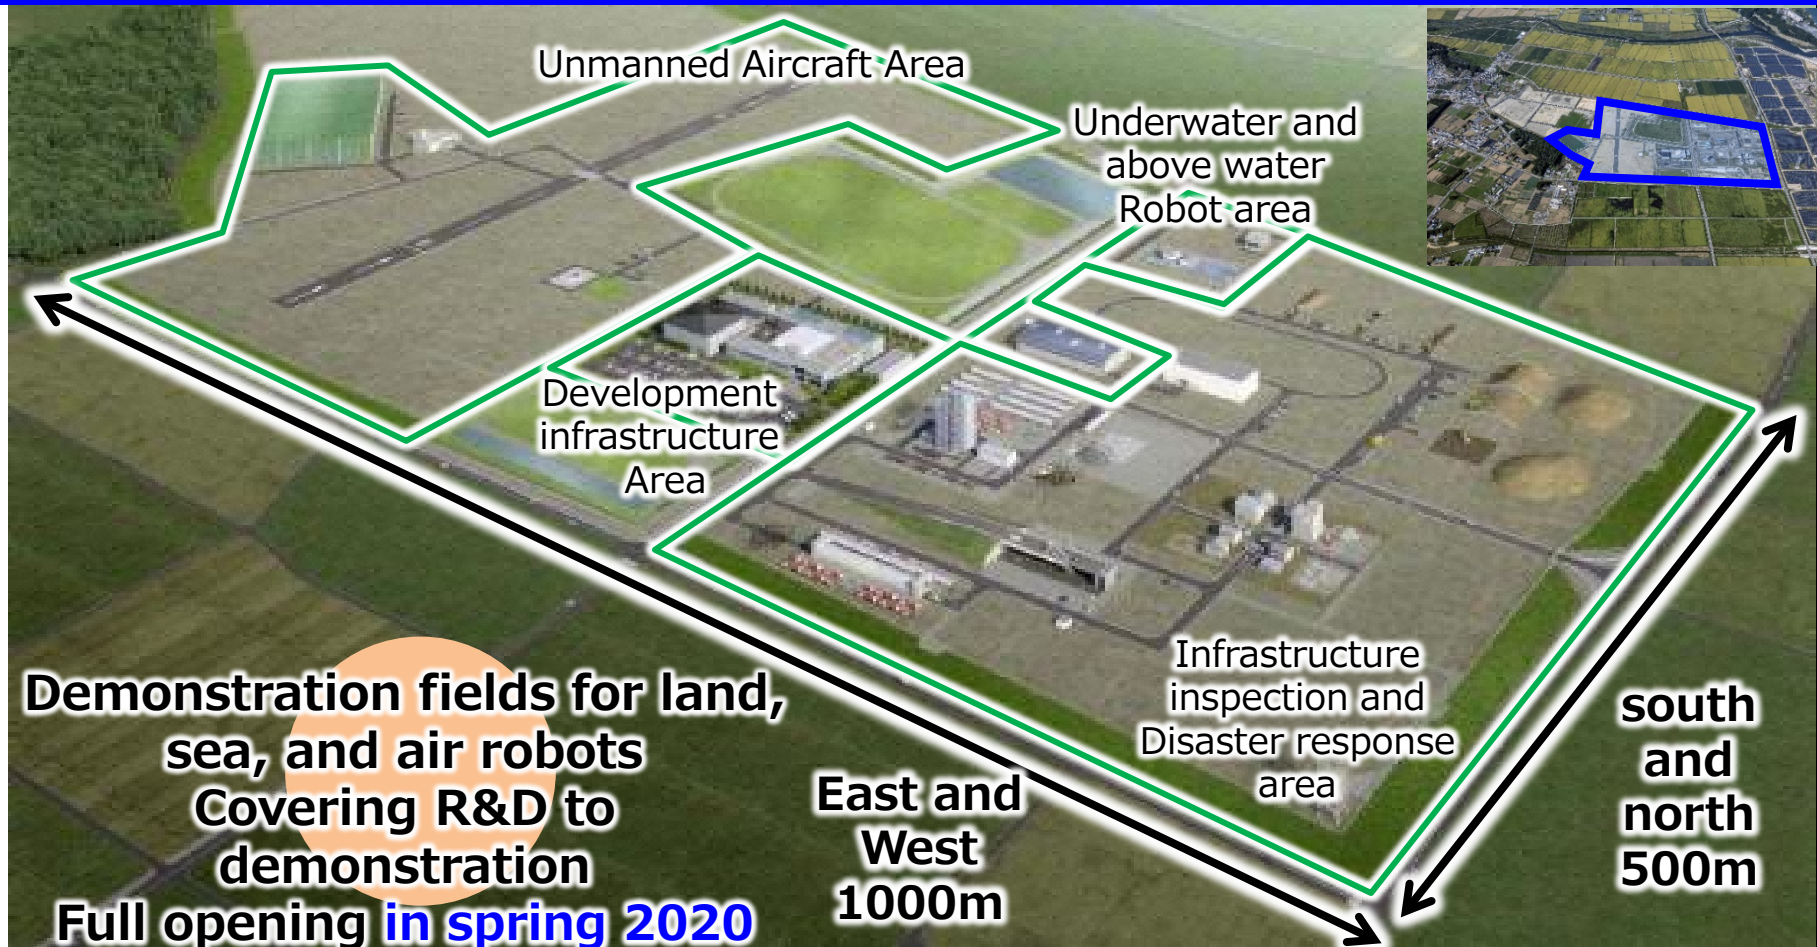 Unmanned Aircraft Area
Underwater and
above water
Robot area
Development
infrastructure
Area
Infrastructure
inspection and
Disaster response
area
south
and
north
500m
East and
West
1000m
Demonstration fields for land,
sea, and air robots
Covering R&D to
demonstration
Full opening in spring 2020